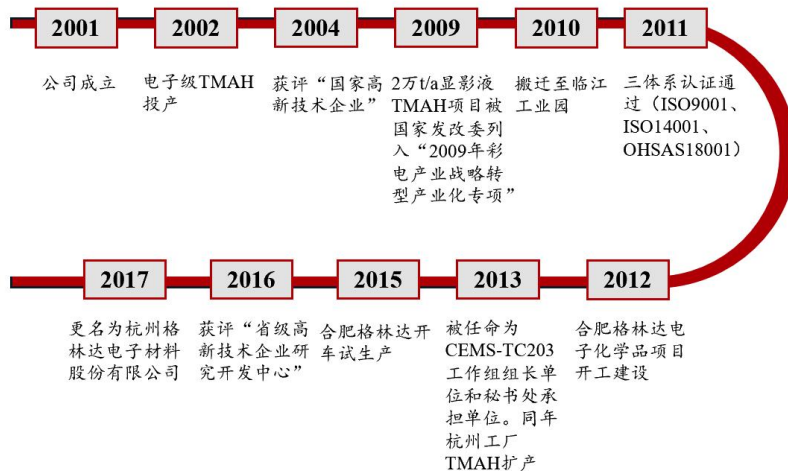 2001
公司成立
2002
电子级TMAH
投产
2004
获评“国家高
新技术企业”
2009
2万t/a显影液
TMAH项目被
国家发改委列
入“2009年彩
电产业战略转
型产业化专项”
2010
搬迁至临江
工业园
2011
三体系认证通
过（ISO9001、
ISO14001、
OHSAS18001）
2012
合肥格林达电
子化学品项目
开工建设
2013
被任命为
CEMS-TC203
工作组组长单
位和秘书处承
担单位。同年
杭州工厂
TMAH扩产
2015
合肥格林达开
车试生产
2016
获评“省级高
新技术企业研
究开发中心”
2017
更名为杭州格
林达电子材料
股份有限公司